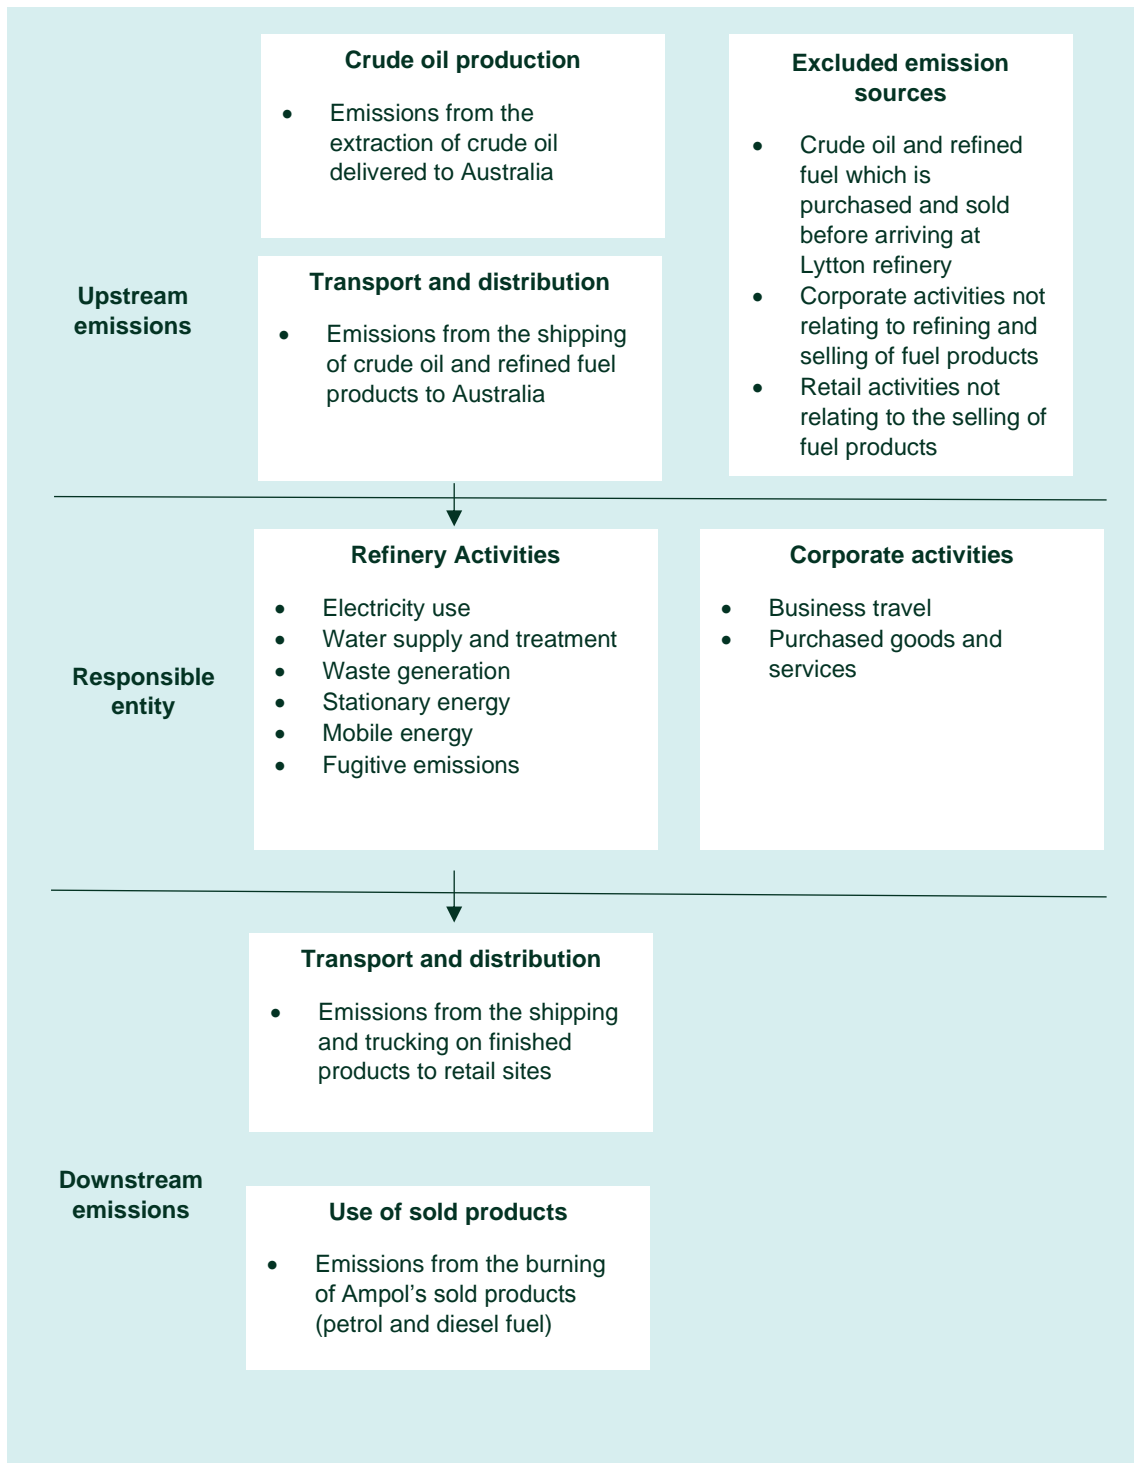 Crude oil production
• Emissions from the
extraction of crude oil
delivered to Australia
Excluded emission
sources
• Crude oil and refined
fuel which is
purchased and sold
before arriving at
Lytton refinery
• Corporate activities not
relating to refining and
selling of fuel products
• Retail activities not
relating to the selling of
fuel products
Upstream
emissions
Transport and distribution
• Emissions from the shipping
of crude oil and refined fuel
products to Australia
Responsible
entity
Refinery Activities
• Electricity use
• Water supply and treatment
• Waste generation
• Stationary energy
• Mobile energy
• Fugitive emissions
Corporate activities
• Business travel
• Purchased goods and
services
Downstream
emissions
Transport and distribution
• Emissions from the shipping
and trucking on finished
products to retail sites
Use of sold products
• Emissions from the burning
of Ampol’s sold products
(petrol and diesel fuel)